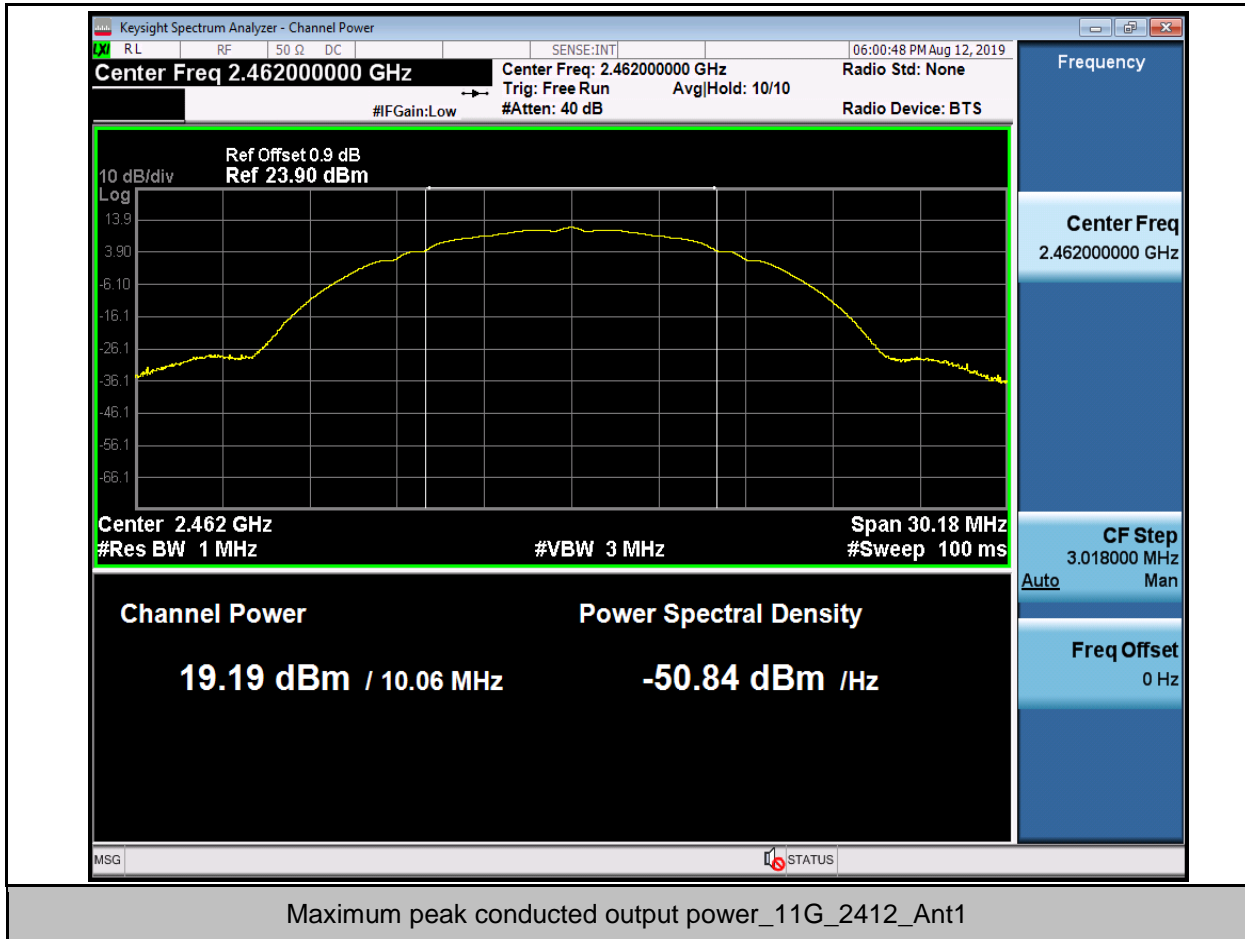 Keysight Spectrum Analyzer - Channel Power
LXI RL RF 50 Ω DC SENSE:INT 06:00:48 PM Aug 12, 2019
Center Freq 2.462000000 GHz
#IFGain:Low
Center Freq: 2.462000000 GHz
Trig: Free Run Avg|Hold: 10/10
#Atten: 40 dB
Radio Std: None
Radio Device: BTS
Ref Offset 0.9 dB
10 dB/div Ref 23.90 dBm
Log
13.9
3.90
-6.10
-16.1
-26.1
-36.1
-46.1
-56.1
-66.1
Center 2.462 GHz Span 30.18 MHz
#Res BW 1 MHz #VBW 3 MHz #Sweep 100 ms
Channel Power Power Spectral Density
19.19 dBm / 10.06 MHz -50.84 dBm /Hz
Frequency
Center Freq
2.462000000 GHz
CF Step
3.018000 MHz
Auto Man
Freq Offset
0 Hz
MSG STATUS
Maximum peak conducted output power_11G_2412_Ant1